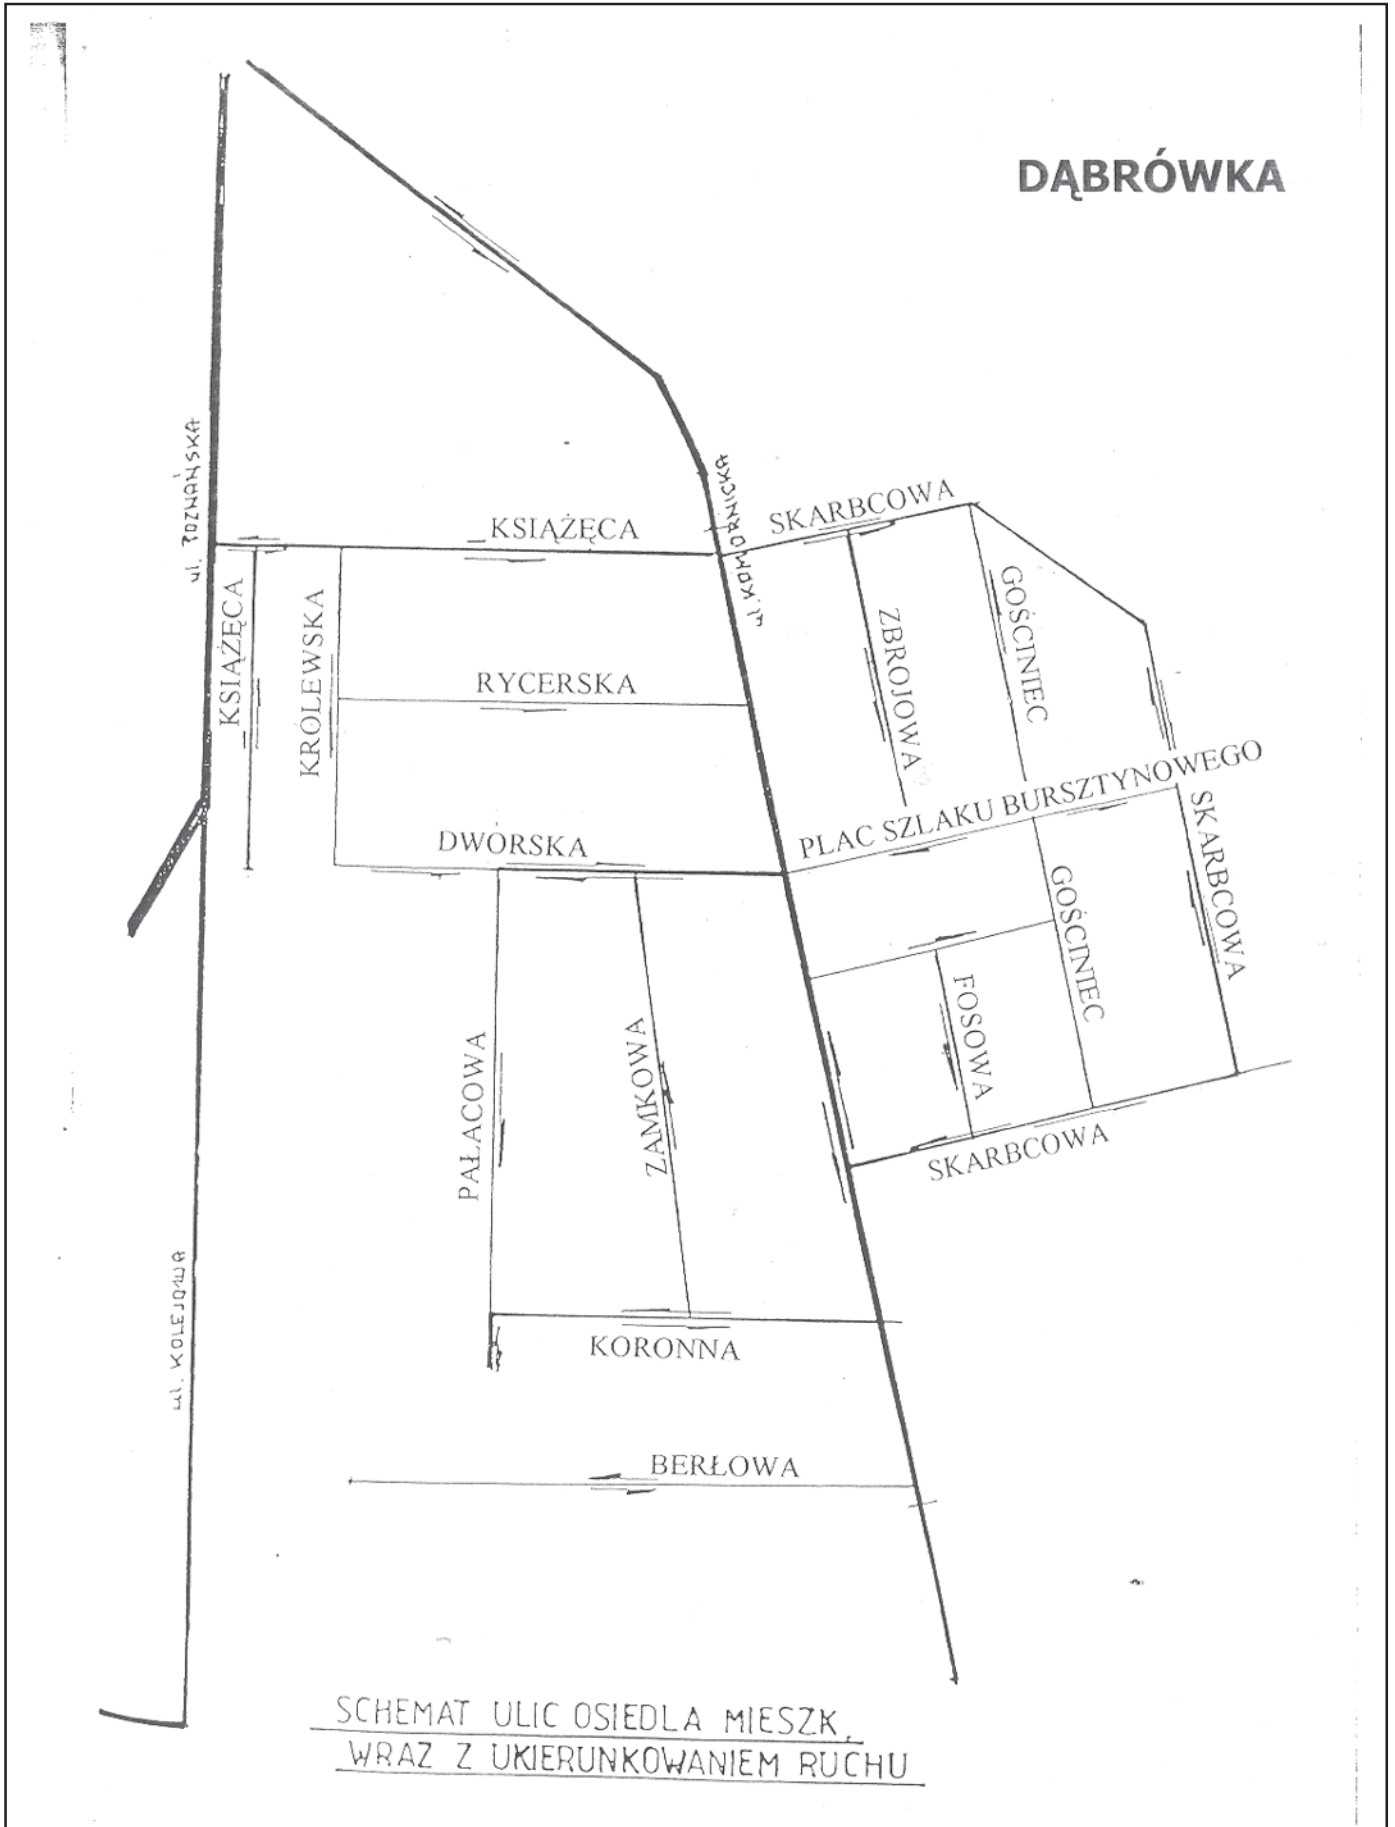 DĄBRÓWKA
ul. POZNAŃSKA
ul. KOMORNICKA
SKARBCOWA
KSIĄŻĘCA
KSIĄŻĘCA
KRÓLEWSKA
GOŚCINIEC
ZBROJOWA
RYCERSKA
PLAC SZLAKU BURSZTYNOWEGO
DWORSKA
SKARBCOWA
GOŚCINIEC
FOSOWA
PAŁACOWA
ZAMKOWA
SKARBCOWA
ul. KOLEJOWA
KORONNA
BERŁOWA
SCHEMAT ULIC OSIEDLA MIESZK.
WRAZ Z UKIERUNKOWANIEM RUCHU